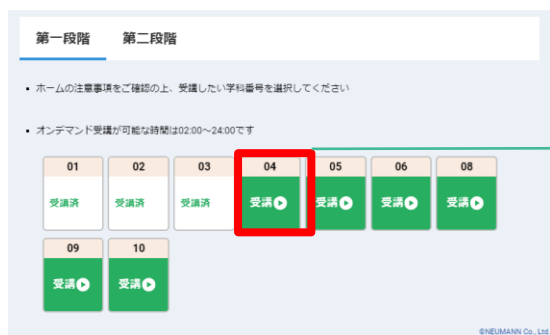 第一段階 第二段階
• ホームの注意事項をご確認の上、受講したい学科番号を選択してください
• オンデマンド受講が可能な時間は02:00～24:00です
01 02 03 04 05 06 08
受講済 受講済 受講済 受講 受講 受講 受講
09 10
受講 受講
©NEUMANN Co., Ltd.